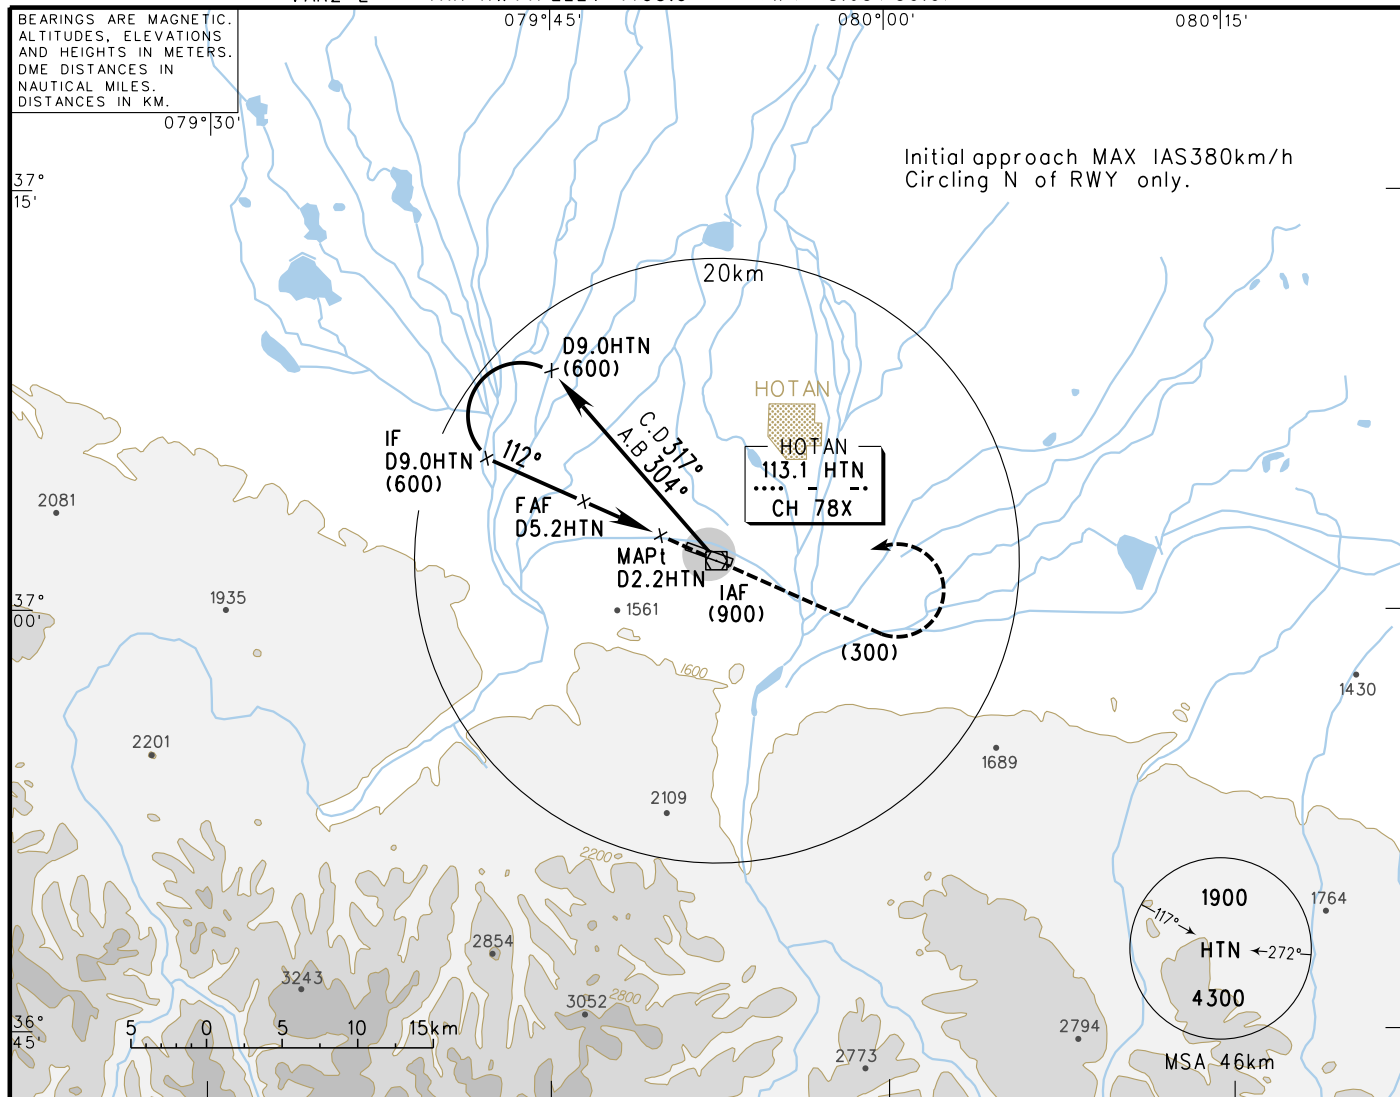 079°45'
080°00'
080°15'
BEARINGS ARE MAGNETIC.
ALTITUDES, ELEVATIONS
AND HEIGHTS IN METERS.
DME DISTANCES IN
NAUTICAL MILES.
DISTANCES IN KM.
079°30'
Initial approach MAX IAS380km/h
Circling N of RWY only.
37°
15'
20km
D9.0HTN
(600)
HOTAN
C.D 317°
A.B 304°
IF
D9.0HTN
(600)
112°
HOTAN
113.1 HTN
CH 78X
FAF
D5.2HTN
2081
MAPt
D2.2HTN
IAF
(900)
1935
1561
37°
00'
(300)
1600
1430
2201
1689
2109
2200
1900
1764
117°
HTN
272°
4300
2854
3243
3052
2800
36°
45'
5 0 5 10 15km
2794
2773
MSA 46km